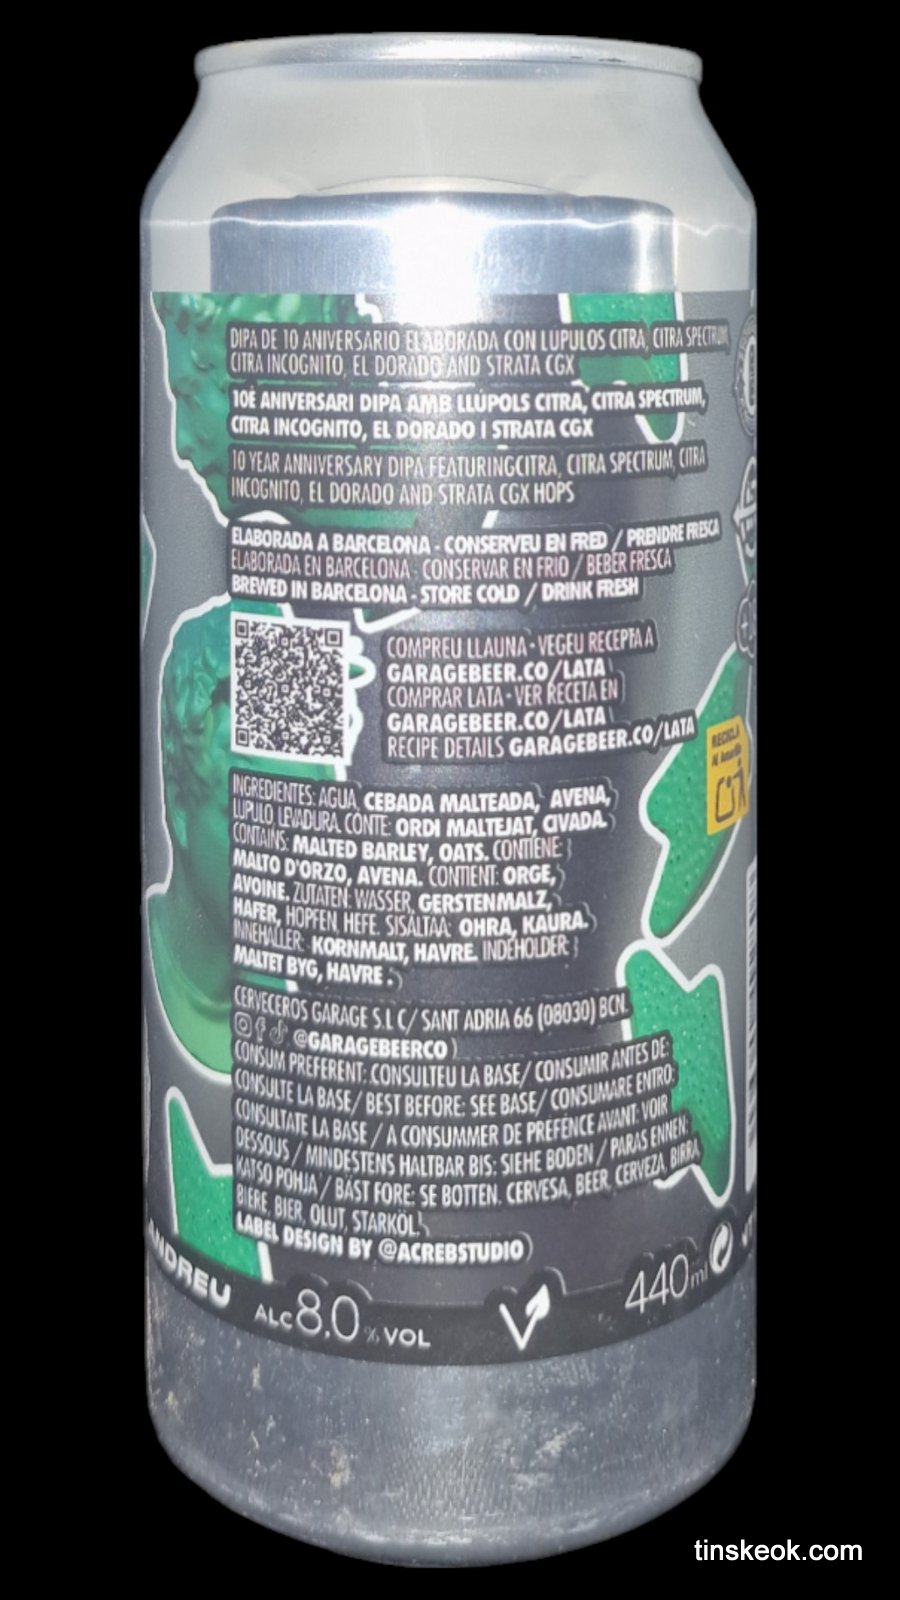 DIPA DE 10 ANIVERSARIO ELABORADA CON LUPULOS CITRA, CITRA SPECTRUM,
CITRA INCOGNITO, EL DORADO AND STRATA CGX
10È ANIVERSARI DIPA AMB LLÚPOLS CITRA, CITRA SPECTRUM,
CITRA INCOGNITO, EL DORADO I STRATA CGX
10 YEAR ANNIVERSARY DIPA FEATURINGCITRA, CITRA SPECTRUM, CITRA
INCOGNITO, EL DORADO AND STRATA CGX HOPS
ELABORADA A BARCELONA - CONSERVEU EN FRED / PRENDRE FRESCA
ELABORADA EN BARCELONA - CONSERVAR EN FRIO / BEBER FRESCA
BREWED IN BARCELONA - STORE COLD / DRINK FRESH
COMPREU LLAUNA - VEGEU RECEPTA A
GARAGEBEER.CO/LATA
COMPRAR LATA - VER RECETA EN
GARAGEBEER.CO/LATA
RECIPE DETAILS GARAGEBEER.CO/LATA
RECICLA
Al Amarillo
INGREDIENTES: AGUA, CEBADA MALTEADA, AVENA,
LUPULO, LEVADURA. CONTE: ORDI MALTEJAT, CIVADA.
CONTAINS: MALTED BARLEY, OATS. CONTIENE:
MALTO D'ORZO, AVENA. CONTIENT: ORGE,
AVOINE. ZUTATEN: WASSER, GERSTENMALZ,
HAFER, HOPFEN, HEFE. SISÄLTÄÄ: OHRA, KAURA.
INNEHÅLLER: KORNMALT, HAVRE. INDEHOLDER:
MALTET BYG, HAVRE.
CERVECEROS GARAGE S.L C/ SANT ADRIA 66 (08030) BCN.
@GARAGEBEERCO
CONSUM PREFERENT: CONSULTEU LA BASE/ CONSUMIR ANTES DE:
CONSULTE LA BASE/ BEST BEFORE: SEE BASE/ CONSUMARE ENTRO:
CONSULTATE LA BASE / A CONSUMMER DE PREFENCE AVANT: VOIR
DESSOUS / MINDESTENS HALTBAR BIS: SIEHE BODEN / PARAS ENNEN:
KATSO POHJA / BÄST FORE: SE BOTTEN. CERVESA, BEER, CERVEZA, BIRRA,
BIERE, BIER, OLUT, STARKÖL.
LABEL DESIGN BY @ACREBSTUDIO
ANDREU
ALC 8,0 % VOL
440 ml
tinskeok.com